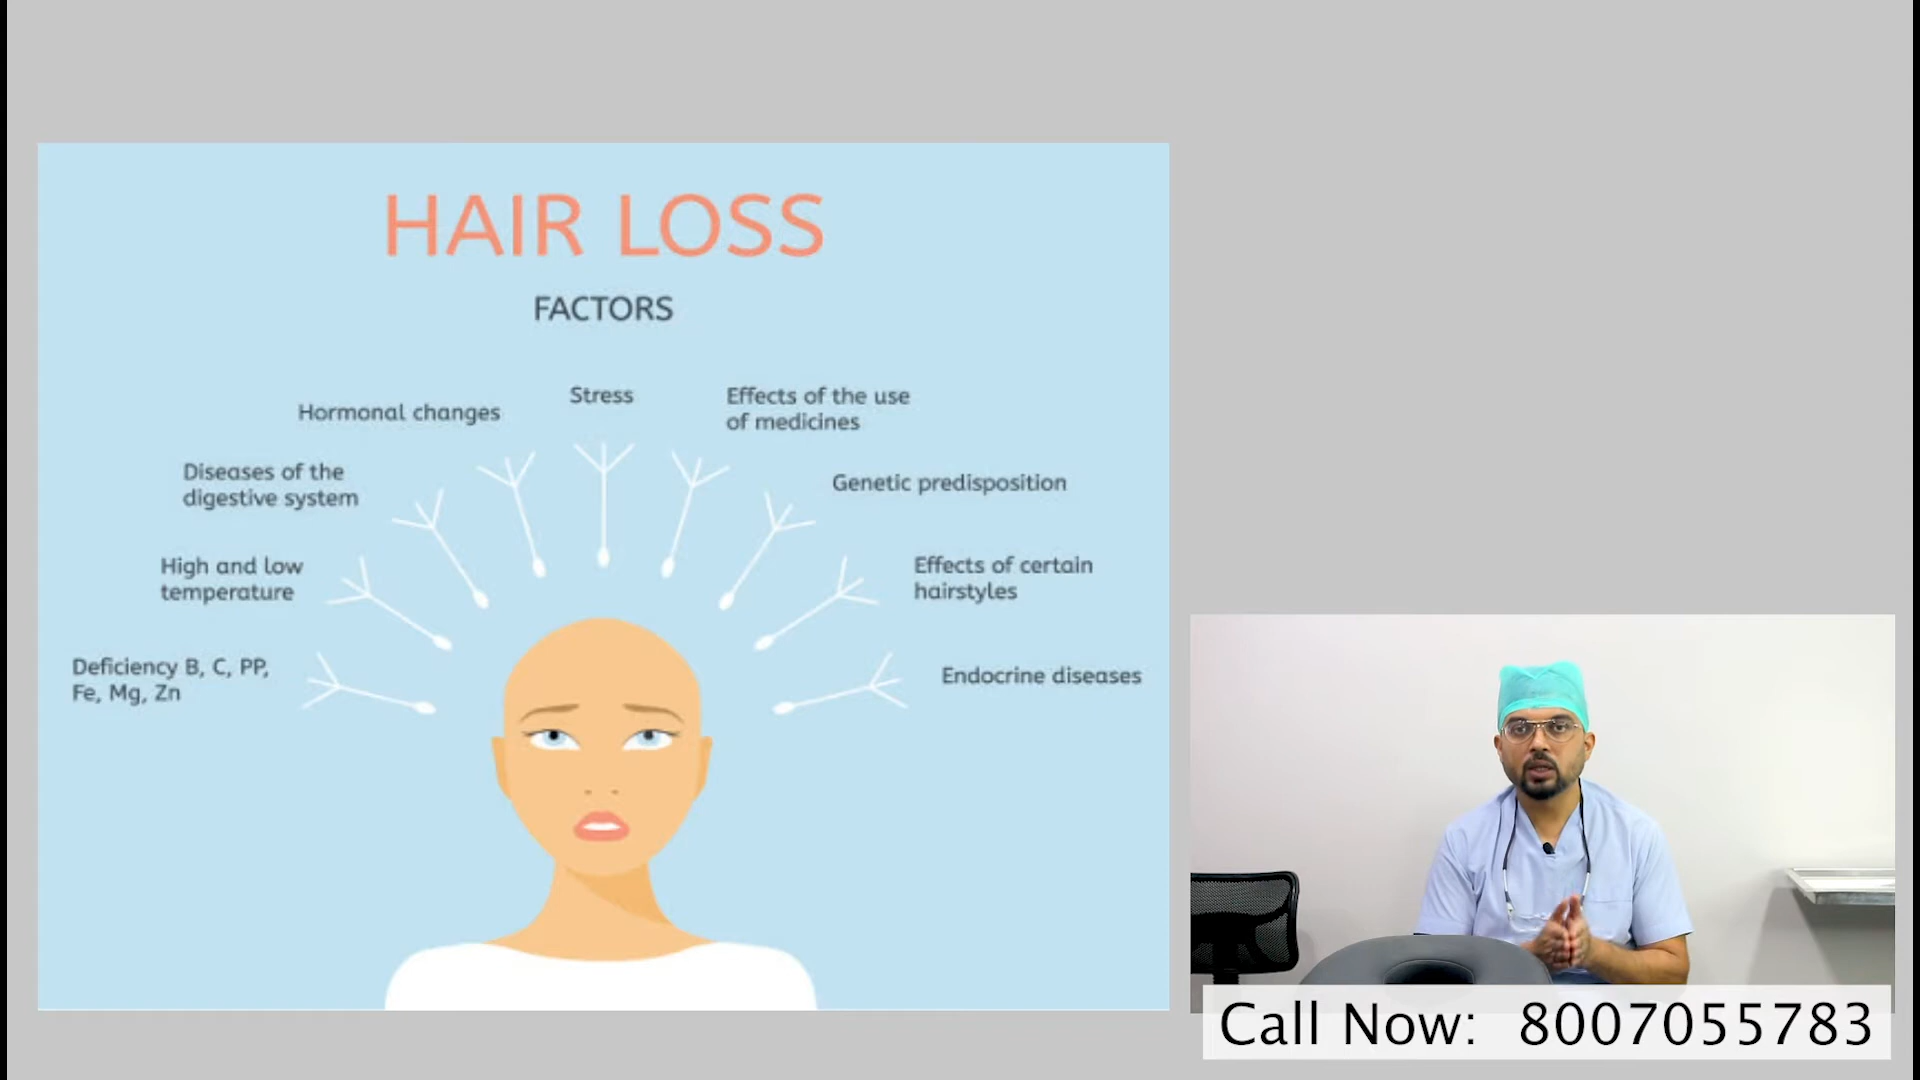 HAIR LOSS
FACTORS
Stress
Hormonal changes
Effects of the use
of medicines
Diseases of the
digestive system
Genetic predisposition
High and low
temperature
Effects of certain
hairstyles
Deficiency B, C, PP,
Fe, Mg, Zn
Endocrine diseases
Call Now: 8007055783